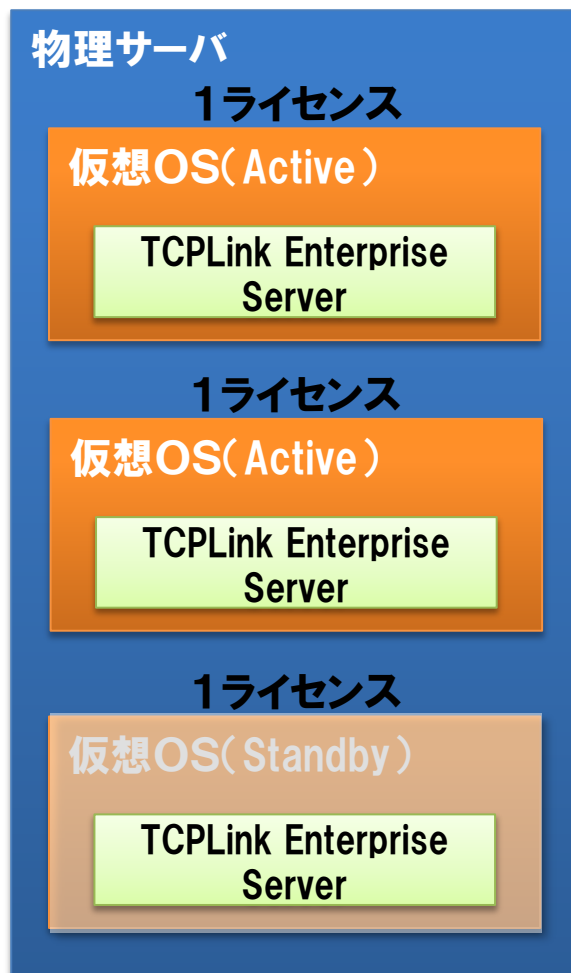 物理サーバ
1ライセンス
仮想OS(Active)
TCPLink Enterprise
Server
1ライセンス
仮想OS(Active)
TCPLink Enterprise
Server
1ライセンス
仮想OS(Standby)
TCPLink Enterprise
Server